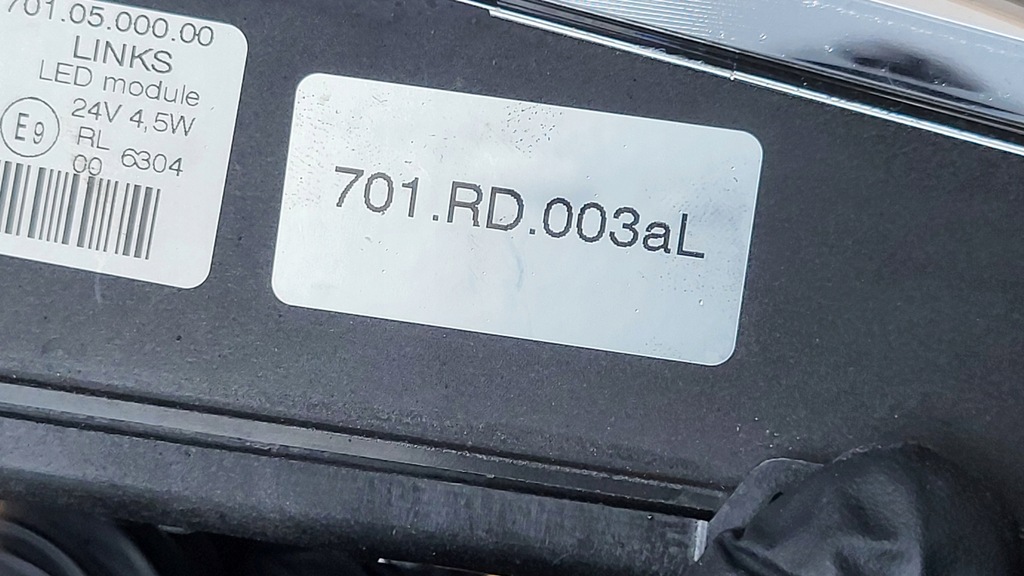 701.05.000.00
LINKS
LED module
24V 4,5W
E9
RL 6304
00
701.RD.003aL